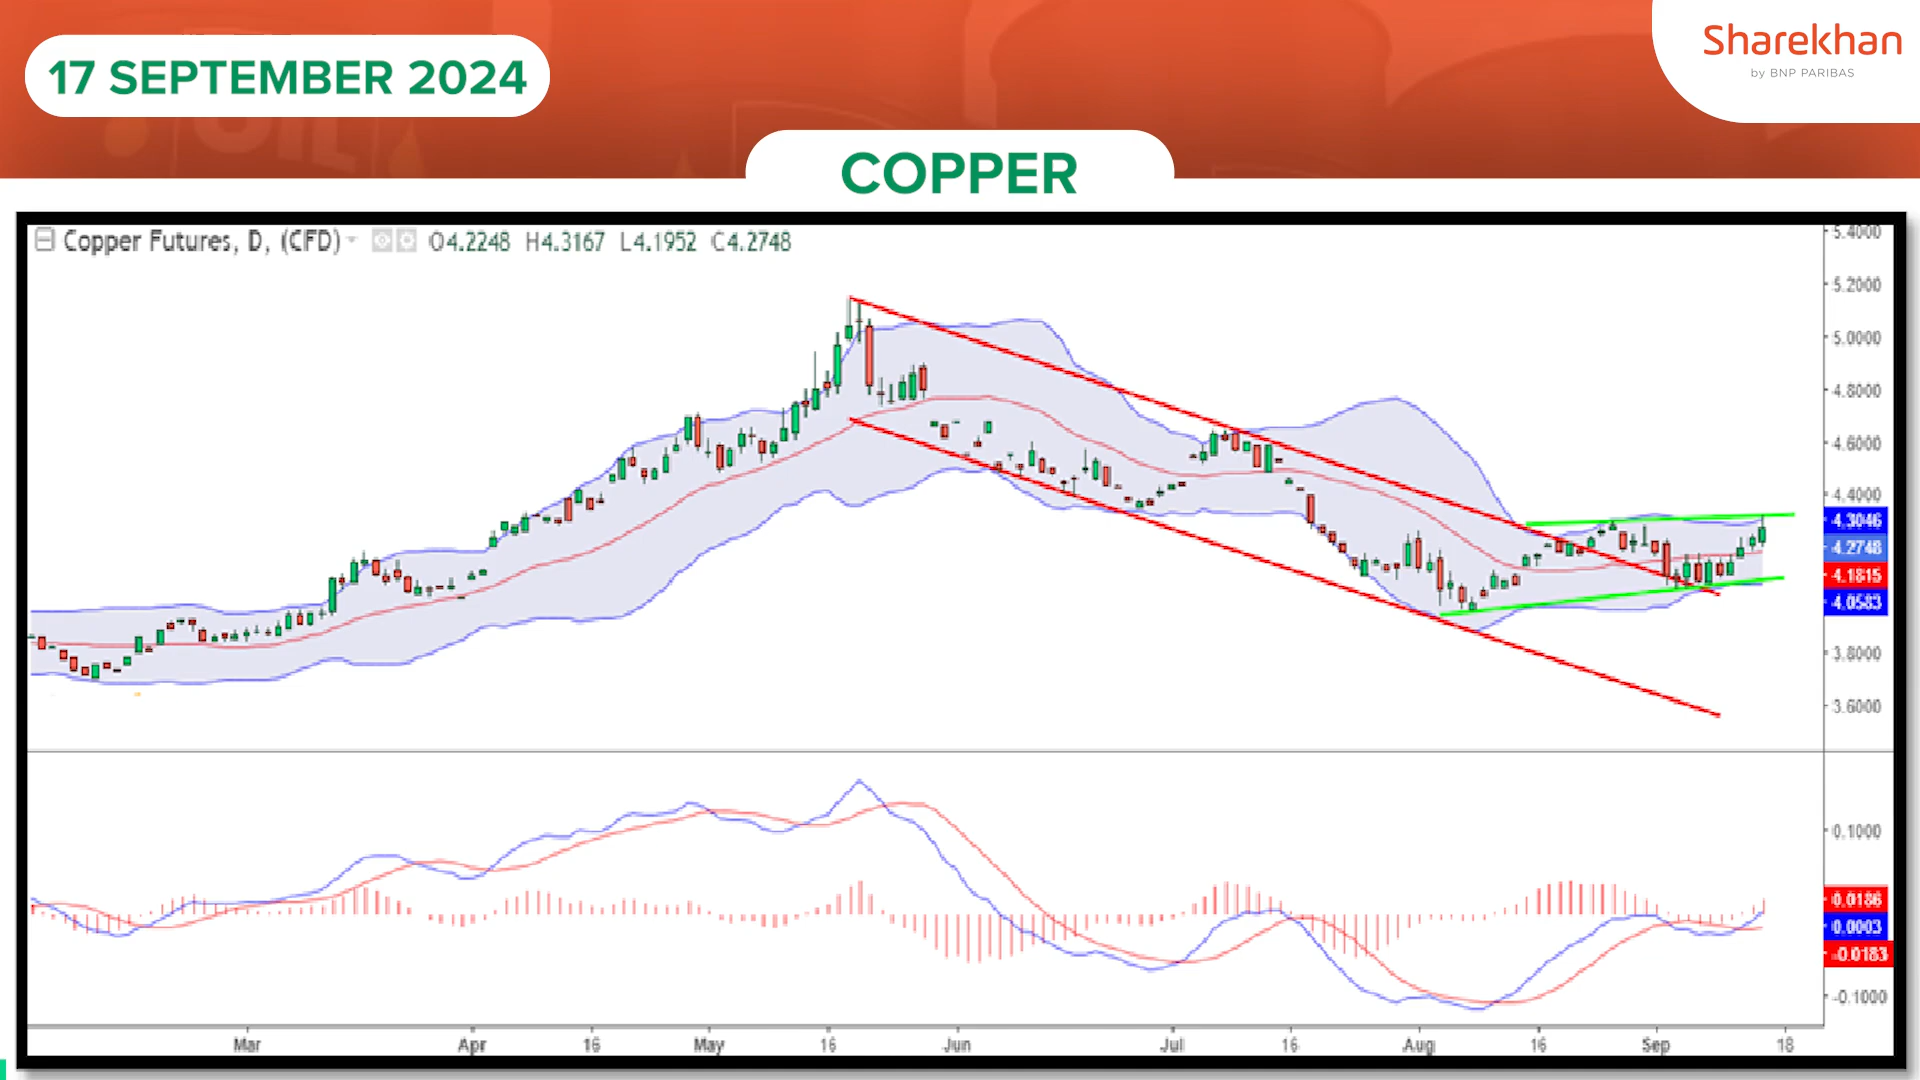 17 SEPTEMBER 2024
Sharekhan
by BNP PARIBAS
COPPER
Copper Futures, D, (CFD) O4.2248 H4.3167 L4.1952 C4.2748
5.4000
5.2000
5.0000
4.8000
4.6000
4.4000
4.3046
4.2748
4.1815
4.0583
3.8000
3.6000
0.1000
0.0186
0.0003
-0.0183
-0.1000
Mar Apr 16 May 16 Jun Jul 16 Aug 16 Sep 18